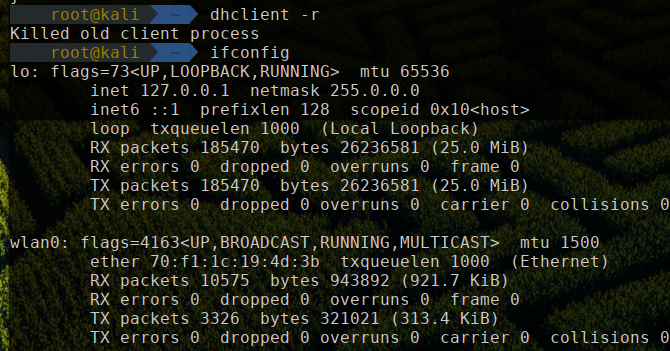 root@kali ~ dhclient -r
Killed old client process
root@kali ~ ifconfig
lo: flags=73<UP,LOOPBACK,RUNNING>  mtu 65536
        inet 127.0.0.1  netmask 255.0.0.0
        inet6 ::1  prefixlen 128  scopeid 0x10<host>
        loop  txqueuelen 1000  (Local Loopback)
        RX packets 185470  bytes 26236581 (25.0 MiB)
        RX errors 0  dropped 0  overruns 0  frame 0
        TX packets 185470  bytes 26236581 (25.0 MiB)
        TX errors 0  dropped 0 overruns 0  carrier 0  collisions 0
wlan0: flags=4163<UP,BROADCAST,RUNNING,MULTICAST>  mtu 1500
        ether 70:f1:1c:19:4d:3b  txqueuelen 1000  (Ethernet)
        RX packets 10575  bytes 943892 (921.7 KiB)
        RX errors 0  dropped 0  overruns 0  frame 0
        TX packets 3326  bytes 321021 (313.4 KiB)
        TX errors 0  dropped 0 overruns 0  carrier 0  collisions 0